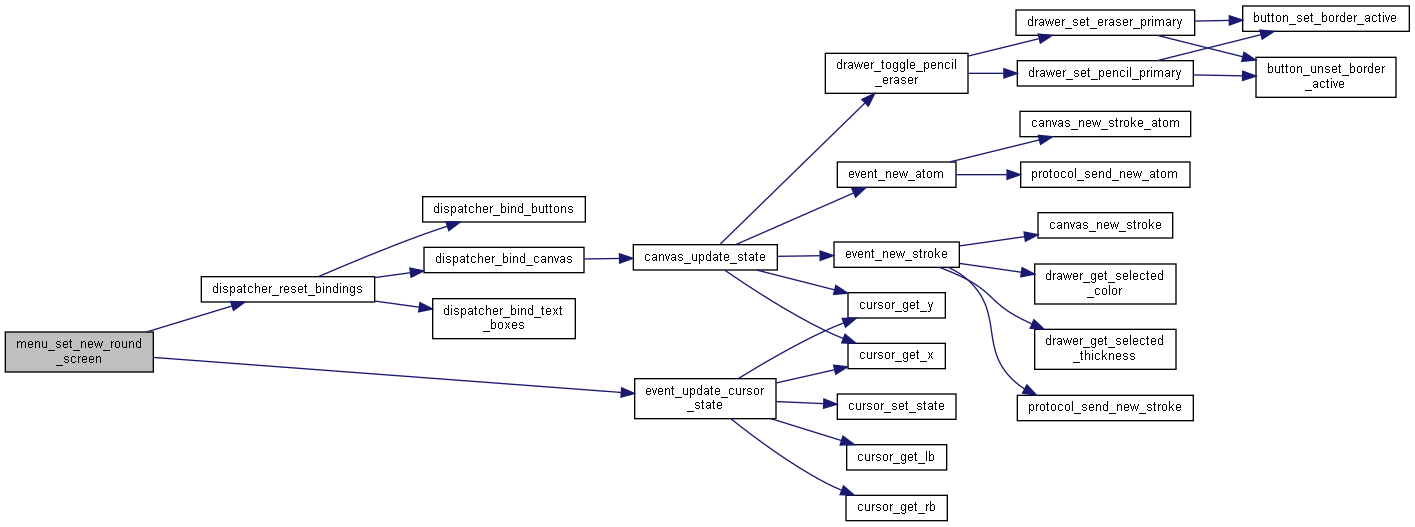 drawer_set_eraser_primary
button_set_border_active
drawer_toggle_pencil
_eraser
drawer_set_pencil_primary
button_unset_border
_active
canvas_new_stroke_atom
event_new_atom
protocol_send_new_atom
dispatcher_bind_buttons
canvas_new_stroke
dispatcher_bind_canvas
canvas_update_state
event_new_stroke
drawer_get_selected
_color
dispatcher_reset_bindings
cursor_get_y
dispatcher_bind_text
_boxes
drawer_get_selected
_thickness
menu_set_new_round
_screen
cursor_get_x
event_update_cursor
_state
cursor_set_state
protocol_send_new_stroke
cursor_get_lb
cursor_get_rb